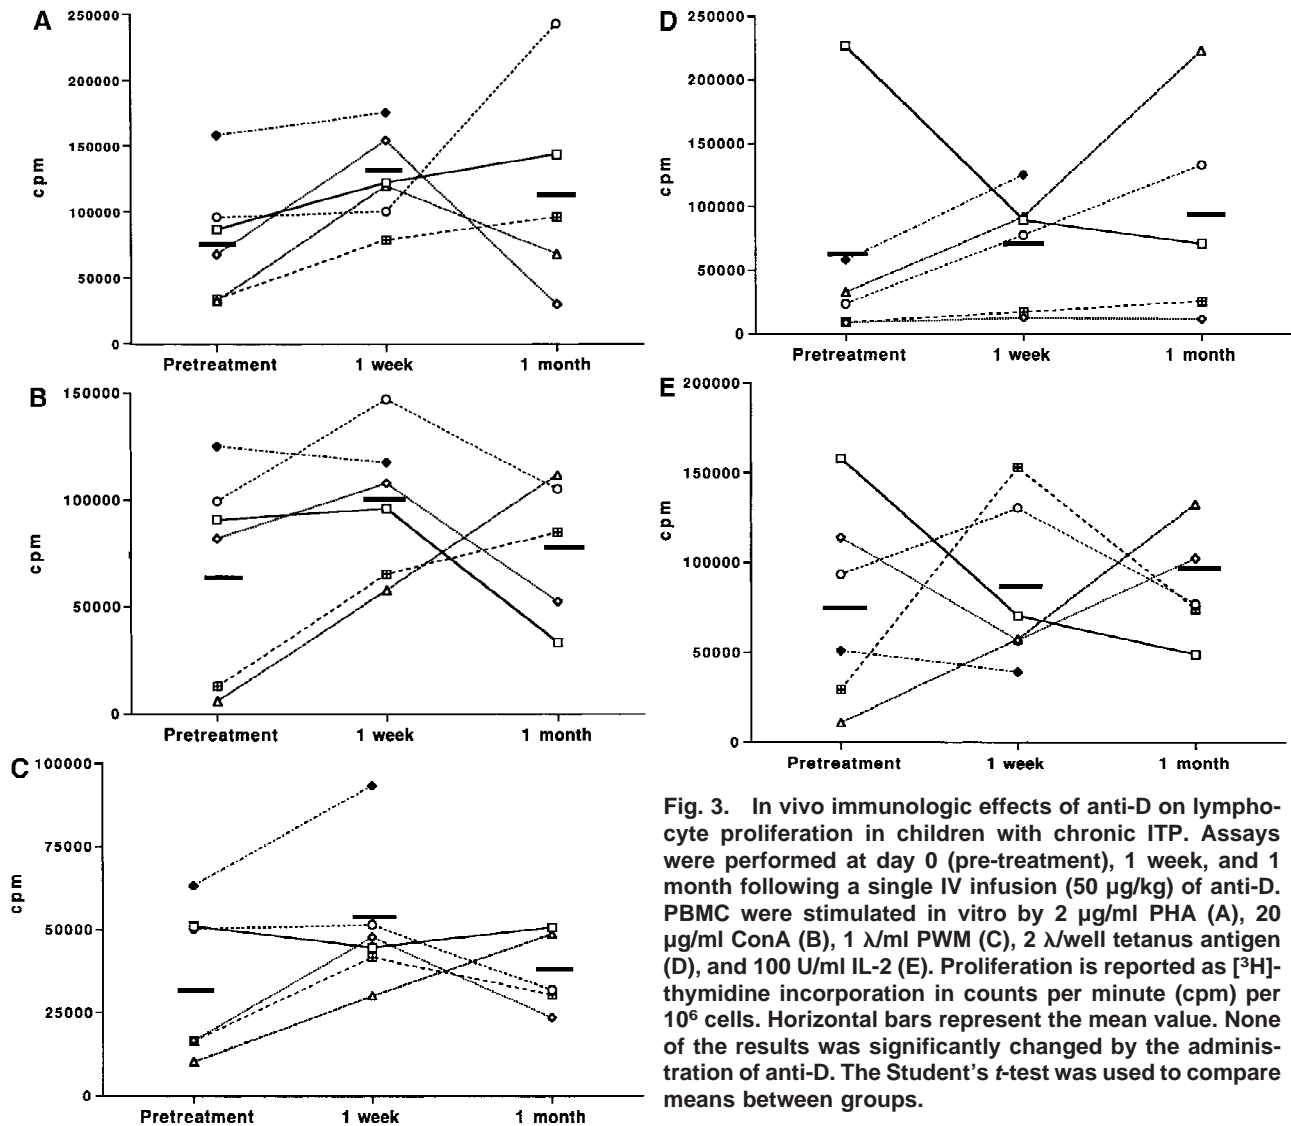 A
250000
200000
150000
100000
50000
0
cpm
Pretreatment 1 week 1 month
B
150000
100000
50000
0
cpm
Pretreatment 1 week 1 month
C
100000
75000
50000
25000
0
cpm
Pretreatment 1 week 1 month
D
250000
200000
150000
100000
50000
0
cpm
Pretreatment 1 week 1 month
E
200000
150000
100000
50000
0
cpm
Pretreatment 1 week 1 month
Fig. 3. In vivo immunologic effects of anti-D on lympho-
cyte proliferation in children with chronic ITP. Assays
were performed at day 0 (pre-treatment), 1 week, and 1
month following a single IV infusion (50 µg/kg) of anti-D.
PBMC were stimulated in vitro by 2 µg/ml PHA (A), 20
µg/ml ConA (B), 1 λ/ml PWM (C), 2 λ/well tetanus antigen
(D), and 100 U/ml IL-2 (E). Proliferation is reported as [³H]-
thymidine incorporation in counts per minute (cpm) per
10⁶ cells. Horizontal bars represent the mean value. None
of the results was significantly changed by the adminis-
tration of anti-D. The Student's t-test was used to compare
means between groups.